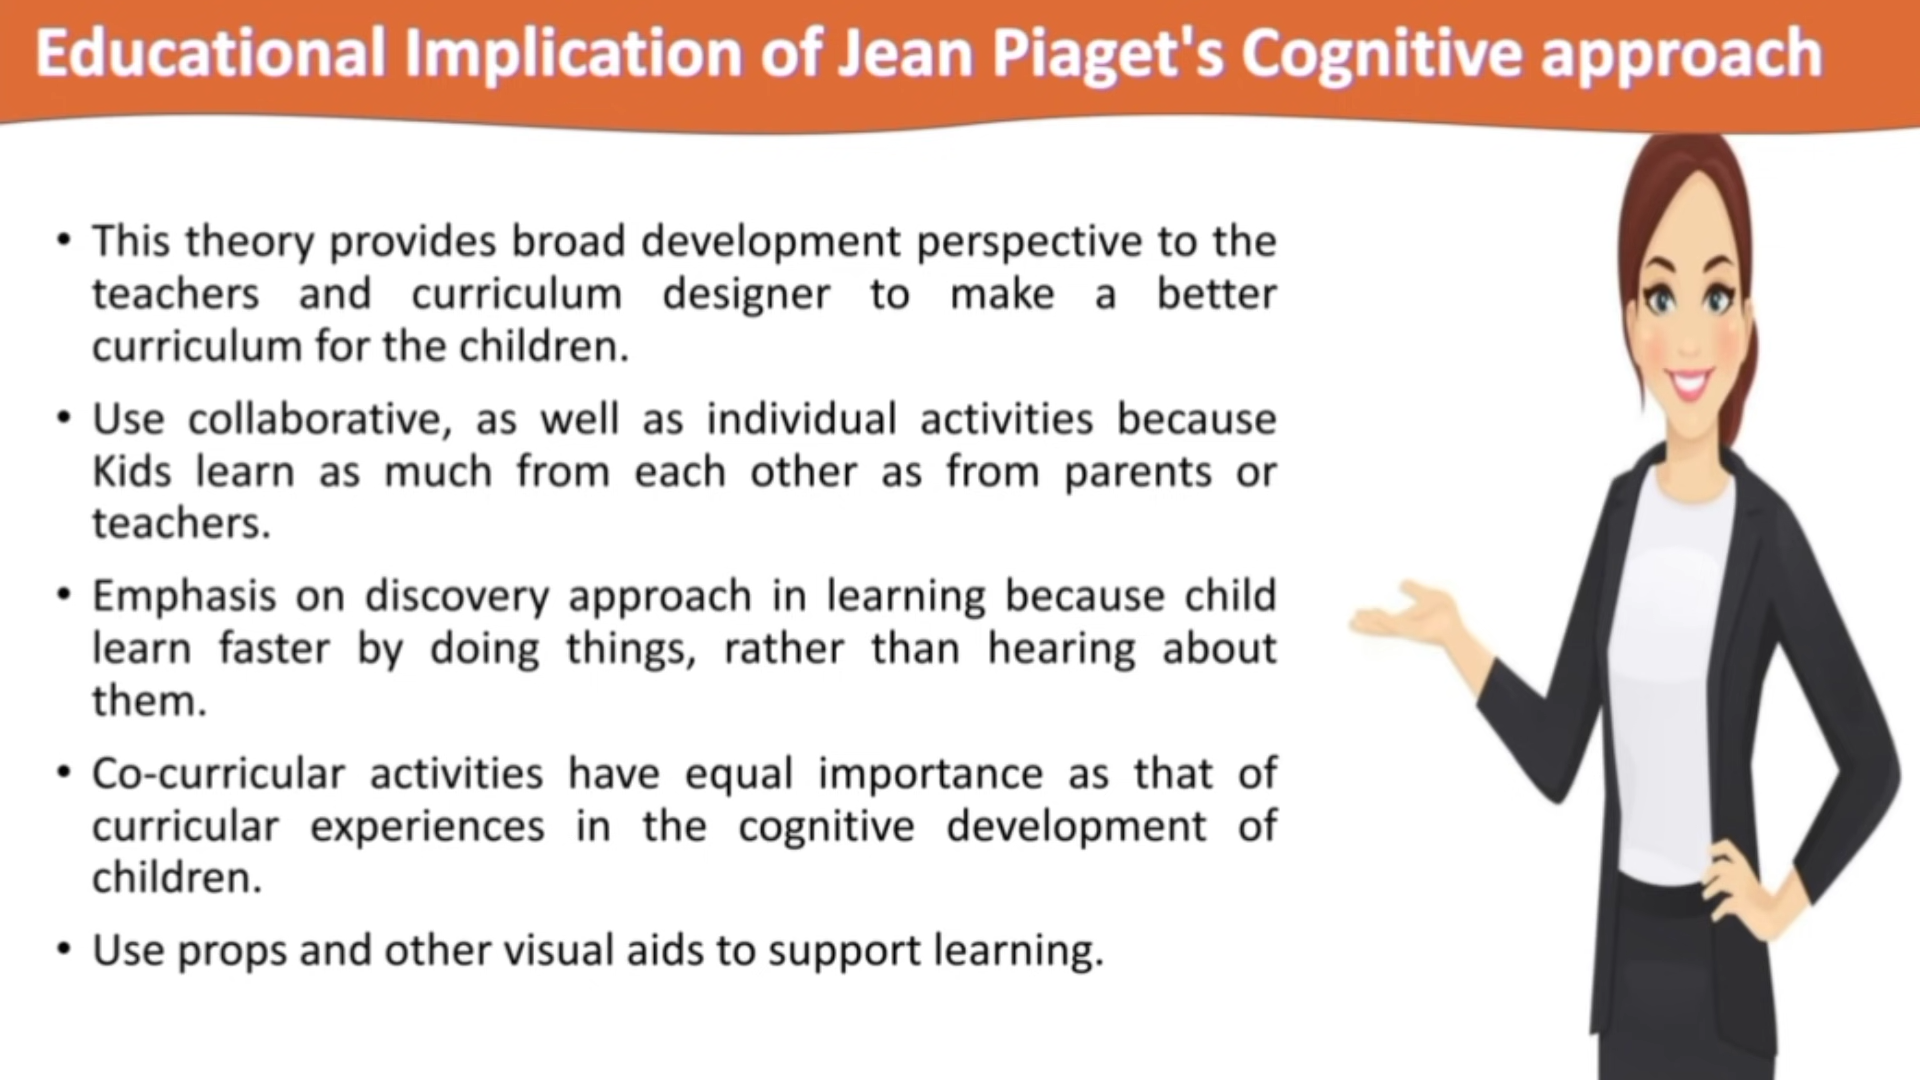 Educational Implication of Jean Piaget's Cognitive approach
• This theory provides broad development perspective to the
teachers and curriculum designer to make a better
curriculum for the children.
• Use collaborative, as well as individual activities because
Kids learn as much from each other as from parents or
teachers.
• Emphasis on discovery approach in learning because child
learn faster by doing things, rather than hearing about
them.
• Co-curricular activities have equal importance as that of
curricular experiences in the cognitive development of
children.
• Use props and other visual aids to support learning.